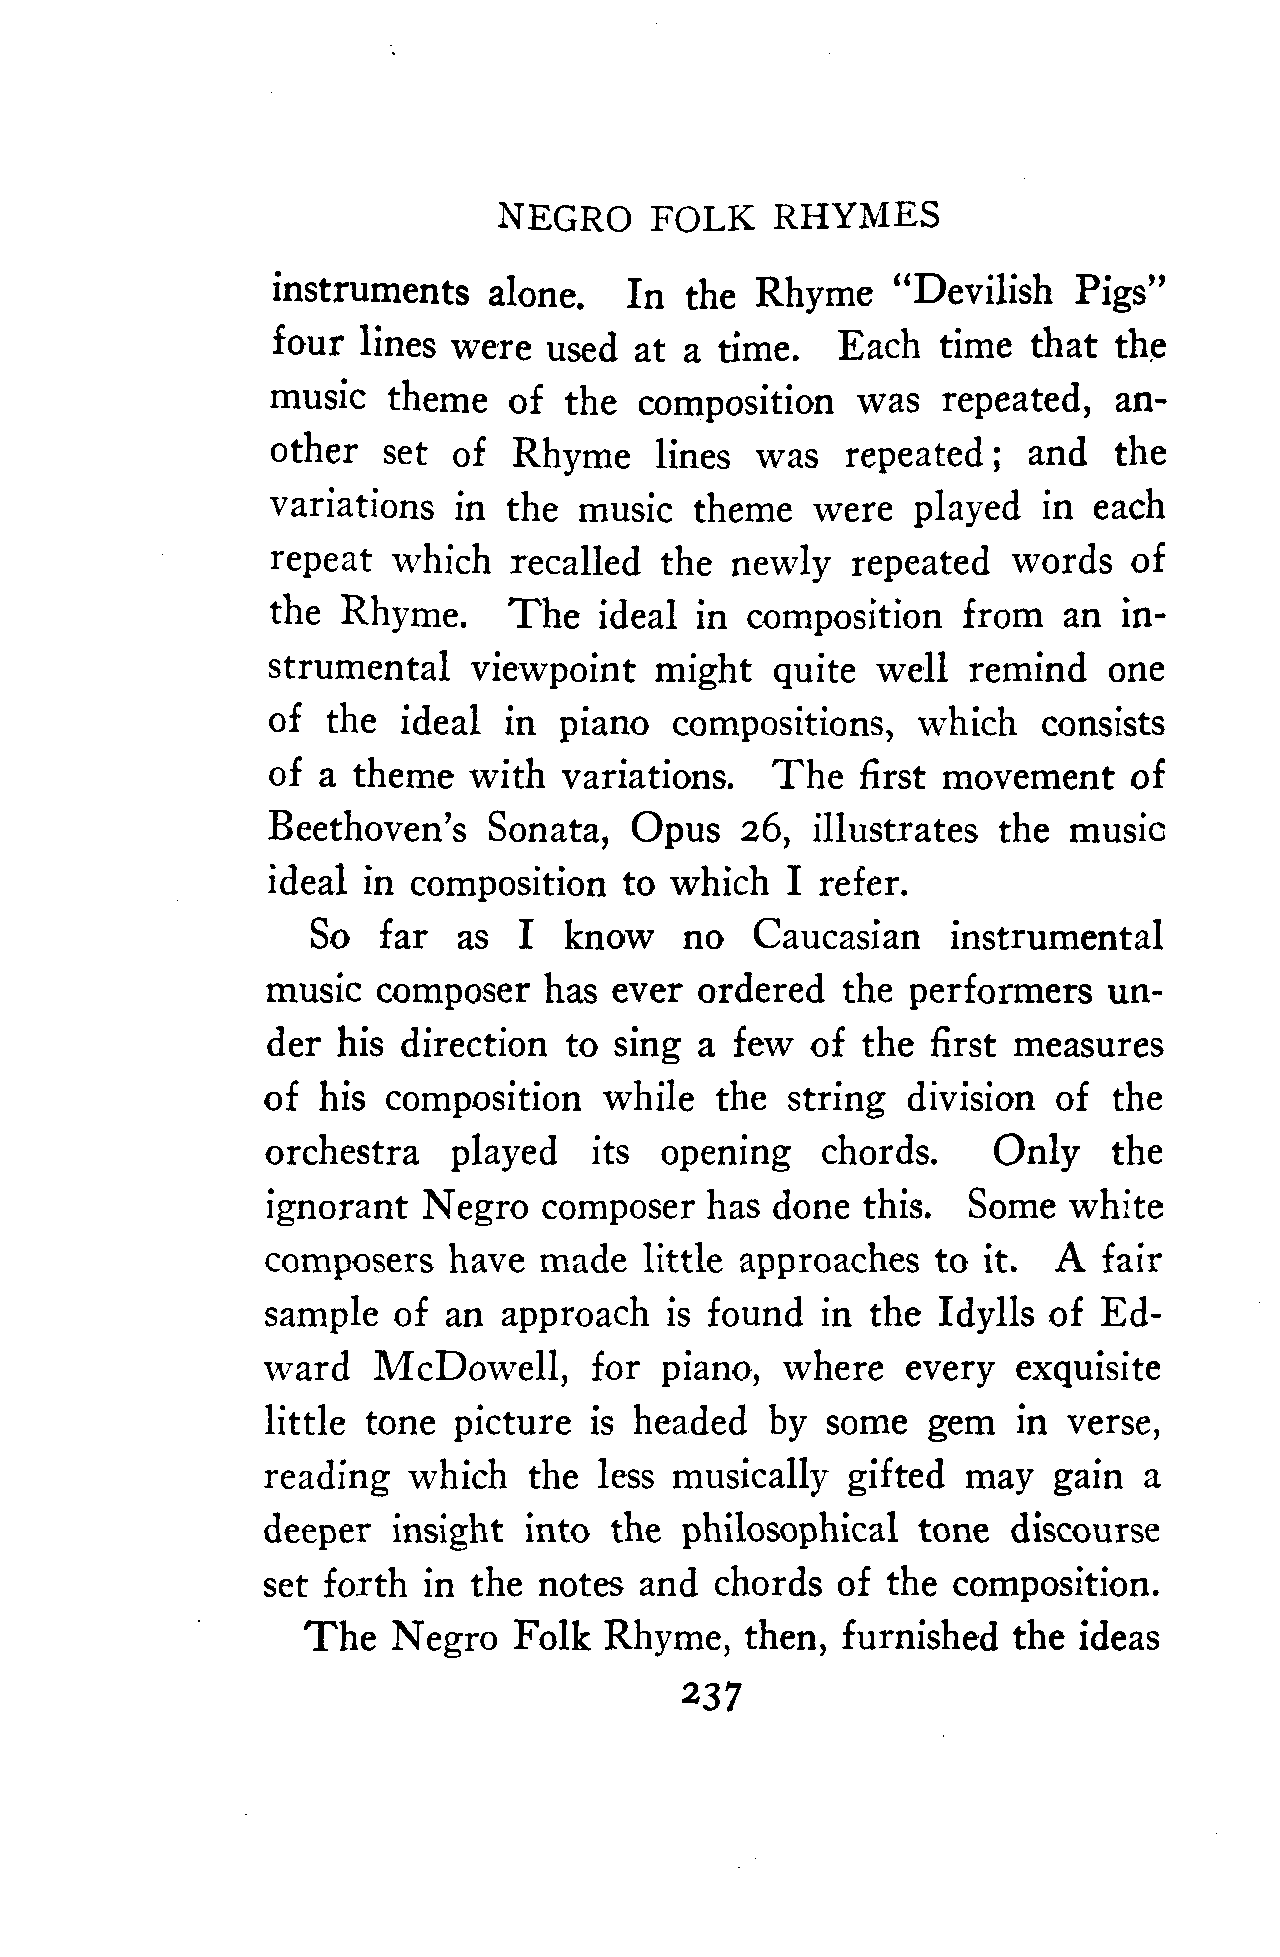 NEGRO FOLK RHYMES
instruments alone. In the Rhyme “Devilish Pigs”
four lines were used at a time. Each time that the
music theme of the composition was repeated, an-
other set of Rhyme lines was repeated; and the
variations in the music theme were played in each
repeat which recalled the newly repeated words of
the Rhyme. The ideal in composition from an in-
strumental viewpoint might quite well remind one
of the ideal in piano compositions, which consists
of a theme with variations. The first movement of
Beethoven's Sonata, Opus 26, illustrates the music
ideal in composition to which I refer.
So far as I know no Caucasian instrumental
music composer has ever ordered the performers un-
der his direction to sing a few of the first measures
of his composition while the string division of the
orchestra played its opening chords. Only the
ignorant Negro composer has done this. Some white
composers have made little approaches to it. A fair
sample of an approach is found in the Idylls of Ed-
ward McDowell, for piano, where every exquisite
little tone picture is headed by some gem in verse,
reading which the less musically gifted may gain a
deeper insight into the philosophical tone discourse
set forth in the notes and chords of the composition.
The Negro Folk Rhyme, then, furnished the ideas
237